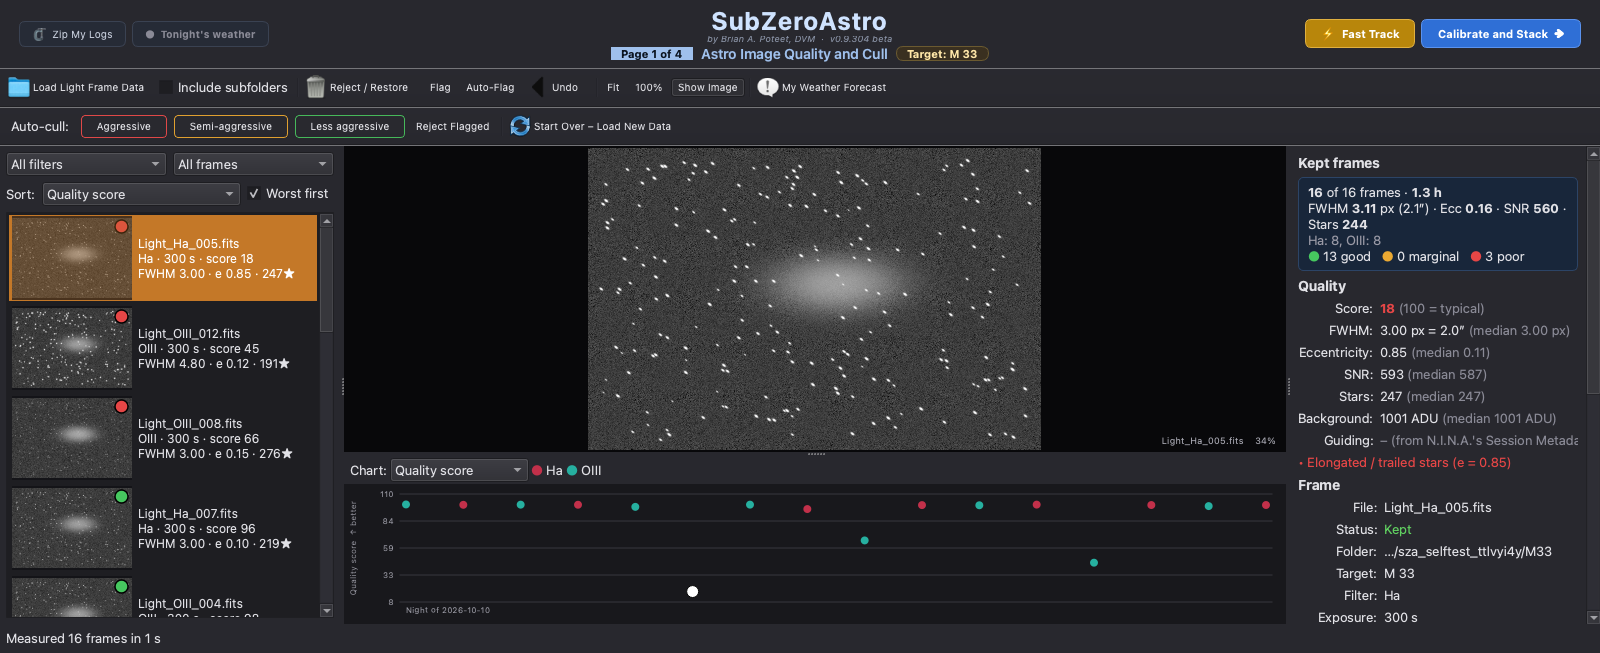 Zip My Logs
Tonight's weather
SubZeroAstro
by Brian A. Poteet, DVM · v0.9.304 beta
Page 1 of 4 Astro Image Quality and Cull Target: M 33
Fast Track
Calibrate and Stack
Load Light Frame Data Include subfolders Reject / Restore Flag Auto-Flag Undo Fit 100% Show Image My Weather Forecast
Auto-cull: Aggressive Semi-aggressive Less aggressive Reject Flagged Start Over – Load New Data
All filters All frames
Sort: Quality score Worst first
Light_Ha_005.fits
Ha · 300 s · score 18
FWHM 3.00 · e 0.85 · 247★
Light_OIII_012.fits
OIII · 300 s · score 45
FWHM 4.80 · e 0.12 · 191★
Light_OIII_008.fits
OIII · 300 s · score 66
FWHM 3.00 · e 0.15 · 276★
Light_Ha_007.fits
Ha · 300 s · score 96
FWHM 3.00 · e 0.10 · 219★
Light_OIII_004.fits
OIII · 300 s · score 98
Measured 16 frames in 1 s
Light_Ha_005.fits 34%
Chart: Quality score Ha OIII
Quality score ↑ better
110
84
59
33
8
Night of 2026-10-10
Kept frames
16 of 16 frames · 1.3 h
FWHM 3.11 px (2.1″) · Ecc 0.16 · SNR 560 ·
Stars 244
Ha: 8, OIII: 8
13 good 0 marginal 3 poor
Quality
Score: 18 (100 = typical)
FWHM: 3.00 px = 2.0″ (median 3.00 px)
Eccentricity: 0.85 (median 0.11)
SNR: 593 (median 587)
Stars: 247 (median 247)
Background: 1001 ADU (median 1001 ADU)
Guiding: – (from N.I.N.A.'s Session Metada
• Elongated / trailed stars (e = 0.85)
Frame
File: Light_Ha_005.fits
Status: Kept
Folder: .../sza_selftest_ttlvyi4y/M33
Target: M 33
Filter: Ha
Exposure: 300 s